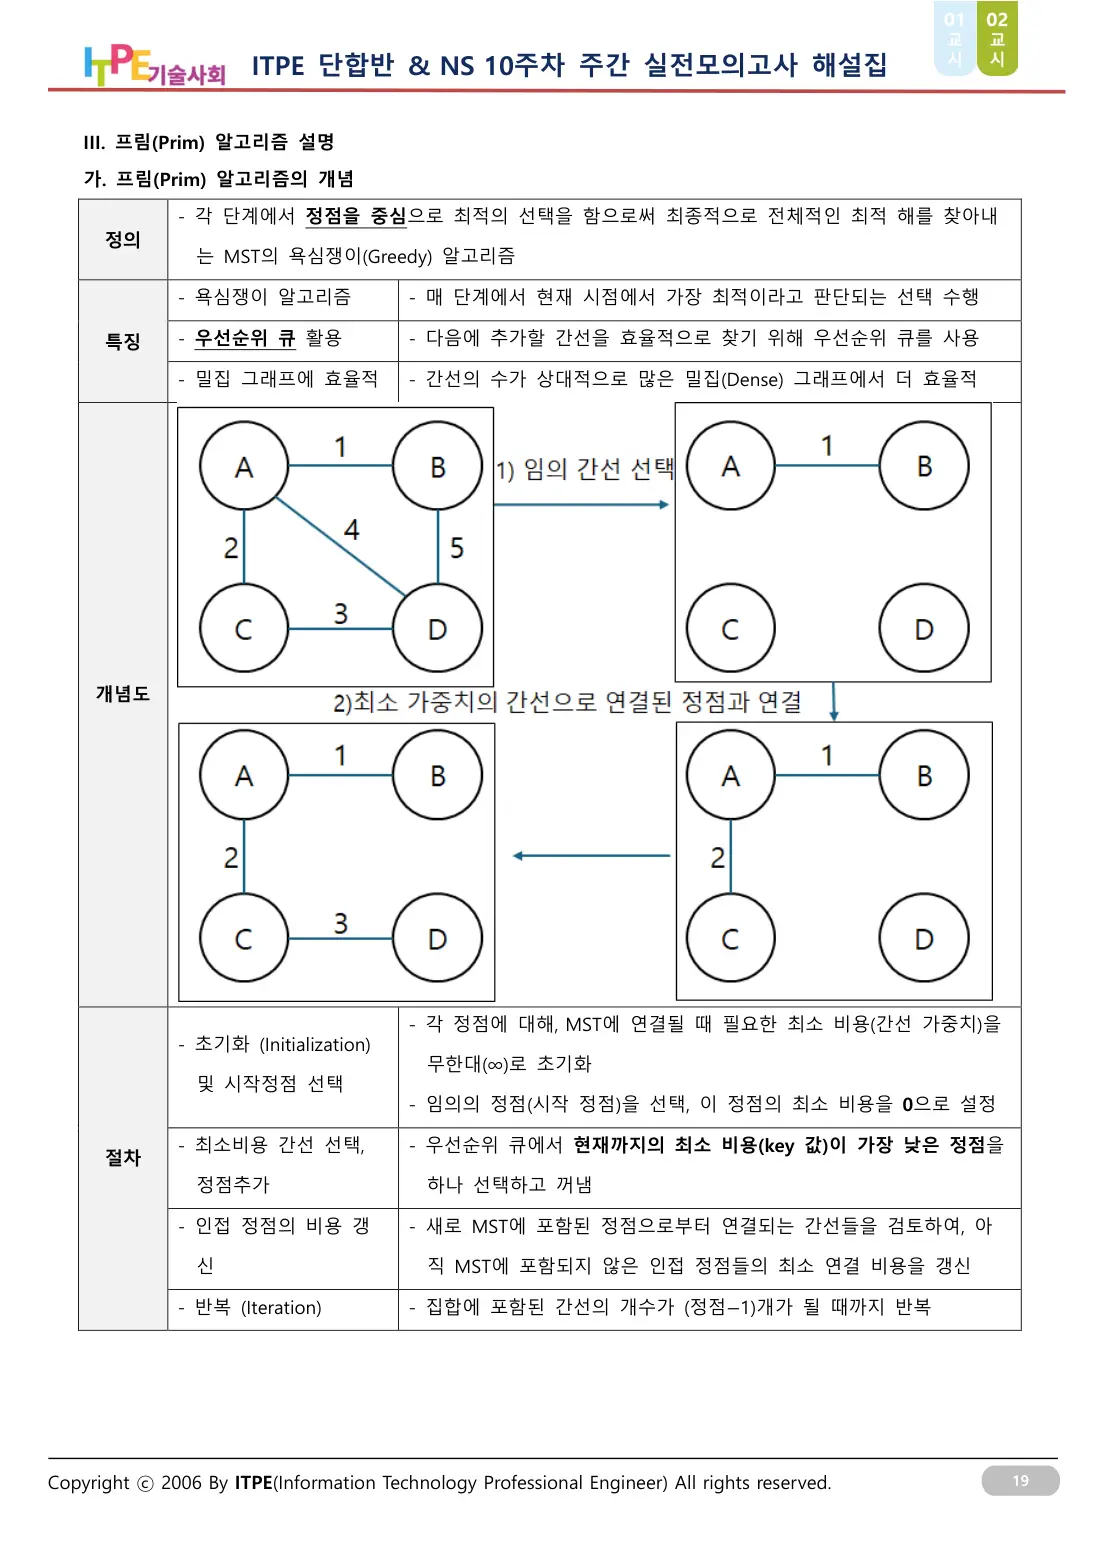 01
교
시
02
교
시
ITPE기술사회
ITPE 단합반 & NS 10주차 주간 실전모의고사 해설집
III. 프림(Prim) 알고리즘 설명
가. 프림(Prim) 알고리즘의 개념
정의
- 각 단계에서 정점을 중심으로 최적의 선택을 함으로써 최종적으로 전체적인 최적 해를 찾아내
는 MST의 욕심쟁이(Greedy) 알고리즘
특징
- 욕심쟁이 알고리즘
- 매 단계에서 현재 시점에서 가장 최적이라고 판단되는 선택 수행
- 우선순위 큐 활용
- 다음에 추가할 간선을 효율적으로 찾기 위해 우선순위 큐를 사용
- 밀집 그래프에 효율적
- 간선의 수가 상대적으로 많은 밀집(Dense) 그래프에서 더 효율적
개념도
A
1
B
4
2
5
C
3
D
1) 임의 간선 선택
A
1
B
C
D
2)최소 가중치의 간선으로 연결된 정점과 연결
A
1
B
2
C
3
D
A
1
B
2
C
D
절차
- 초기화 (Initialization)
및 시작정점 선택
- 각 정점에 대해, MST에 연결될 때 필요한 최소 비용(간선 가중치)을
무한대(∞)로 초기화
- 임의의 정점(시작 정점)을 선택, 이 정점의 최소 비용을 0으로 설정
- 최소비용 간선 선택,
정점추가
- 우선순위 큐에서 현재까지의 최소 비용(key 값)이 가장 낮은 정점을
하나 선택하고 꺼냄
- 인접 정점의 비용 갱
신
- 새로 MST에 포함된 정점으로부터 연결되는 간선들을 검토하여, 아
직 MST에 포함되지 않은 인접 정점들의 최소 연결 비용을 갱신
- 반복 (Iteration)
- 집합에 포함된 간선의 개수가 (정점−1)개가 될 때까지 반복
Copyright ⓒ 2006 By ITPE(Information Technology Professional Engineer) All rights reserved.
19